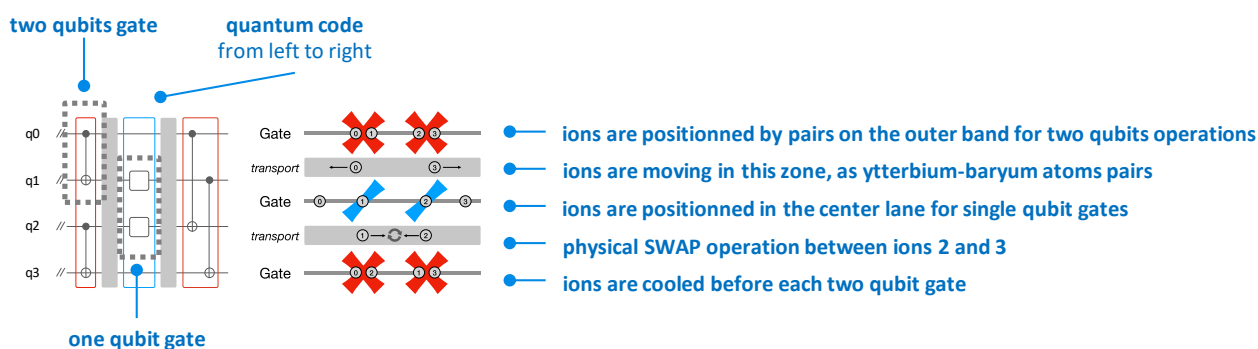 two qubits gate
quantum code
from left to right
q0
q1
q2
q3
Gate
0 1 2 3
transport
0 3
Gate
0 1 2 3
transport
1 2
Gate
0 2 1 3
ions are positionned by pairs on the outer band for two qubits operations
ions are moving in this zone, as ytterbium-baryum atoms pairs
ions are positionned in the center lane for single qubit gates
physical SWAP operation between ions 2 and 3
ions are cooled before each two qubit gate
one qubit gate